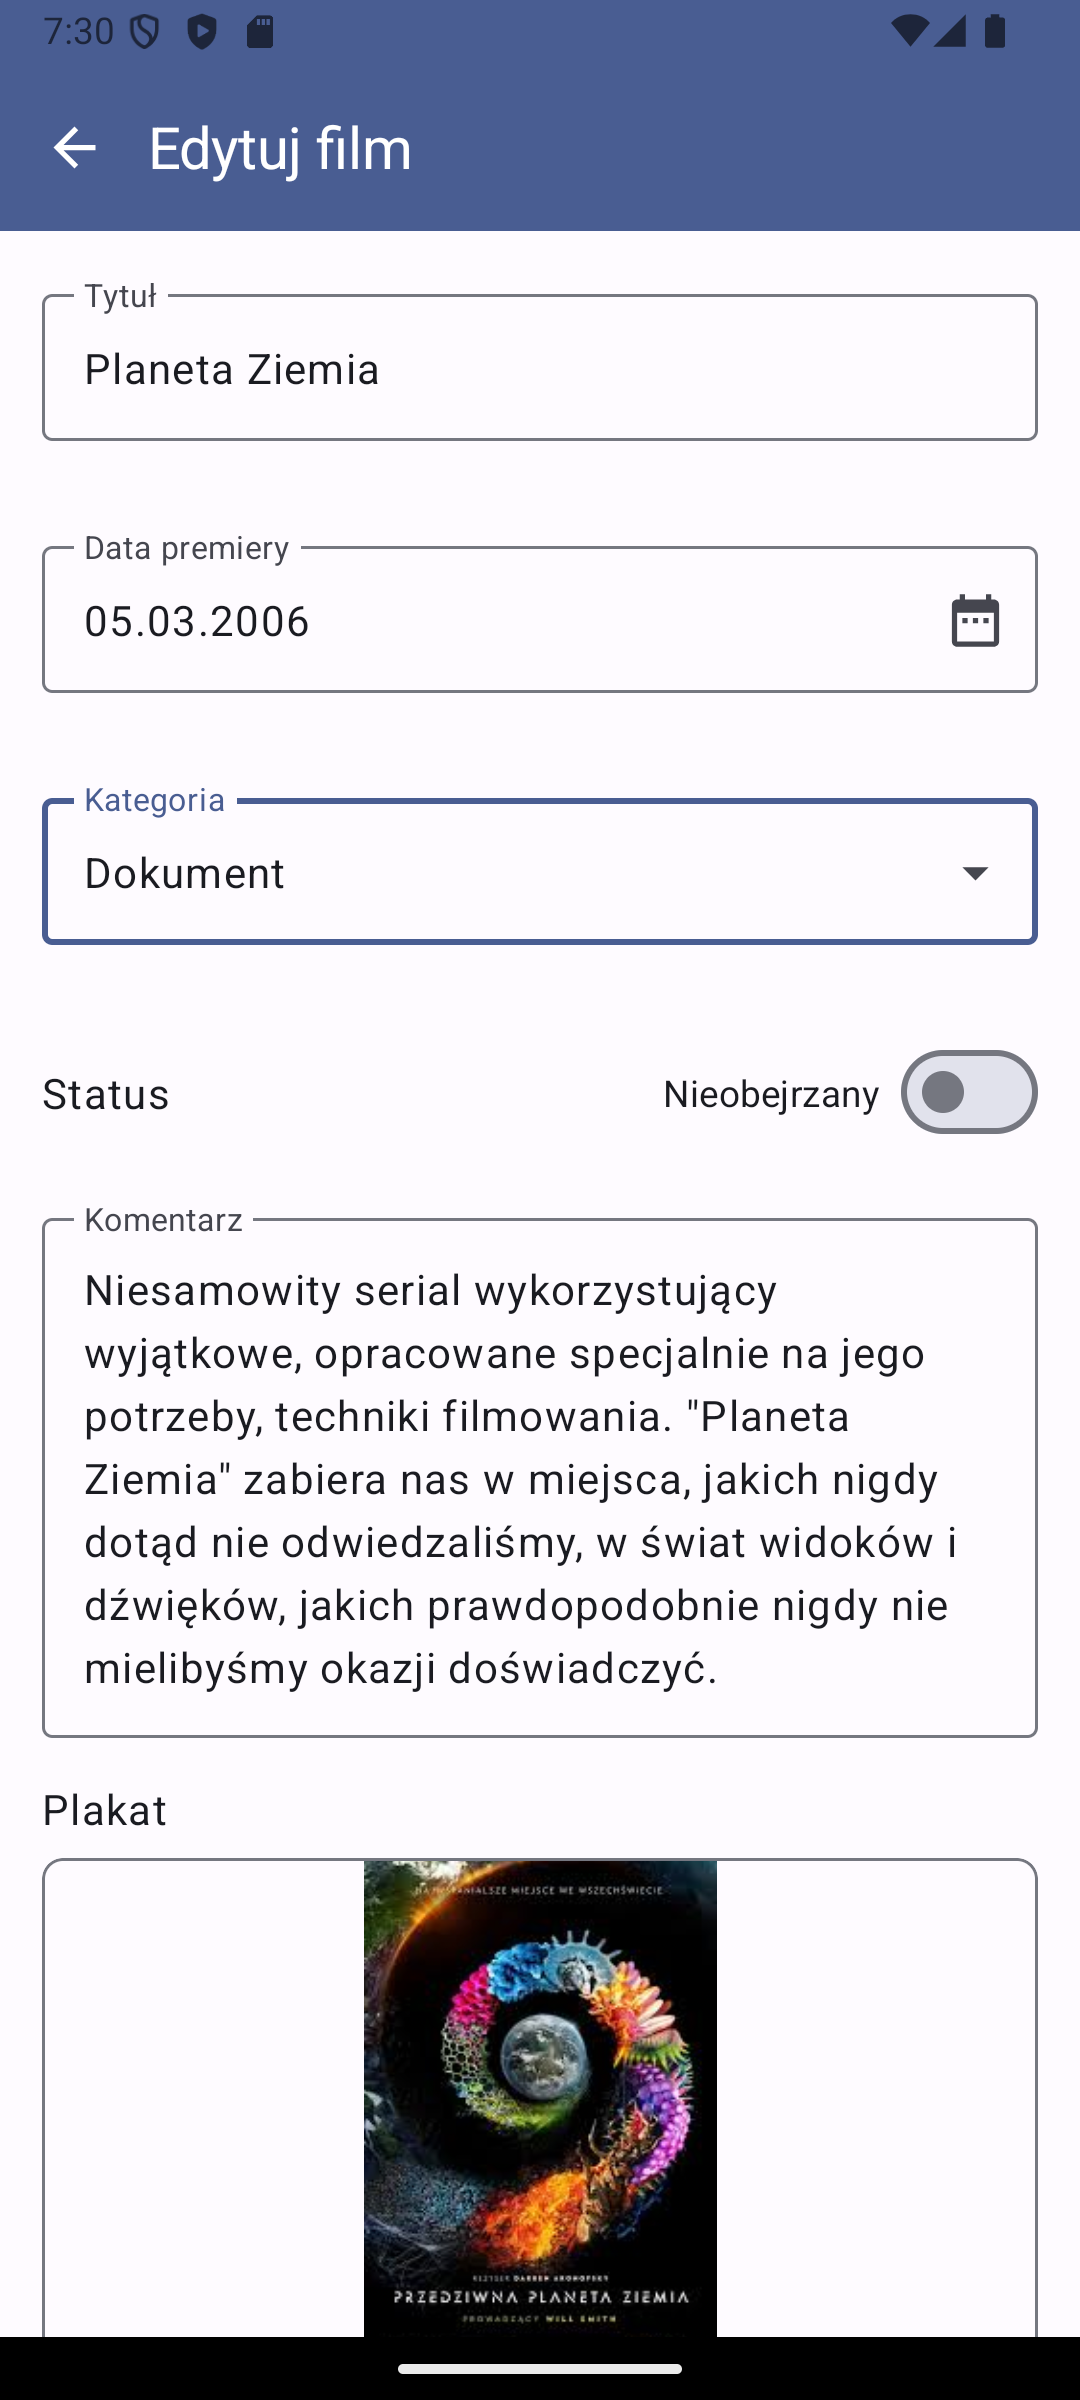 7:30
Edytuj film
Tytuł
Planeta Ziemia
Data premiery
05.03.2006
Kategoria
Dokument
Status
Nieobejrzany
Komentarz
Niesamowity serial wykorzystujący
wyjątkowe, opracowane specjalnie na jego
potrzeby, techniki filmowania. "Planeta
Ziemia" zabiera nas w miejsca, jakich nigdy
dotąd nie odwiedzaliśmy, w świat widoków i
dźwięków, jakich prawdopodobnie nigdy nie
mielibyśmy okazji doświadczyć.
Plakat
NAJWSPANIALSZE MIEJSCE WE WSZECHŚWIECIE
REŻYSER DARREN ARONOFSKY
PRZEDZIWNA PLANETA ZIEMIA
PROWADZĄCY WILL SMITH